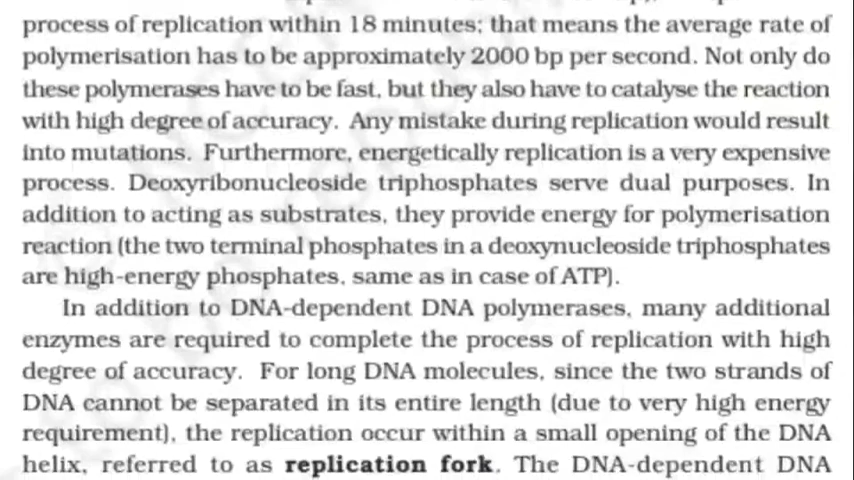 process of replication within 18 minutes; that means the average rate of
polymerisation has to be approximately 2000 bp per second. Not only do
these polymerases have to be fast, but they also have to catalyse the reaction
with high degree of accuracy. Any mistake during replication would result
into mutations. Furthermore, energetically replication is a very expensive
process. Deoxyribonucleoside triphosphates serve dual purposes. In
addition to acting as substrates, they provide energy for polymerisation
reaction (the two terminal phosphates in a deoxynucleoside triphosphates
are high-energy phosphates, same as in case of ATP).
In addition to DNA-dependent DNA polymerases, many additional
enzymes are required to complete the process of replication with high
degree of accuracy. For long DNA molecules, since the two strands of
DNA cannot be separated in its entire length (due to very high energy
requirement), the replication occur within a small opening of the DNA
helix, referred to as replication fork. The DNA-dependent DNA